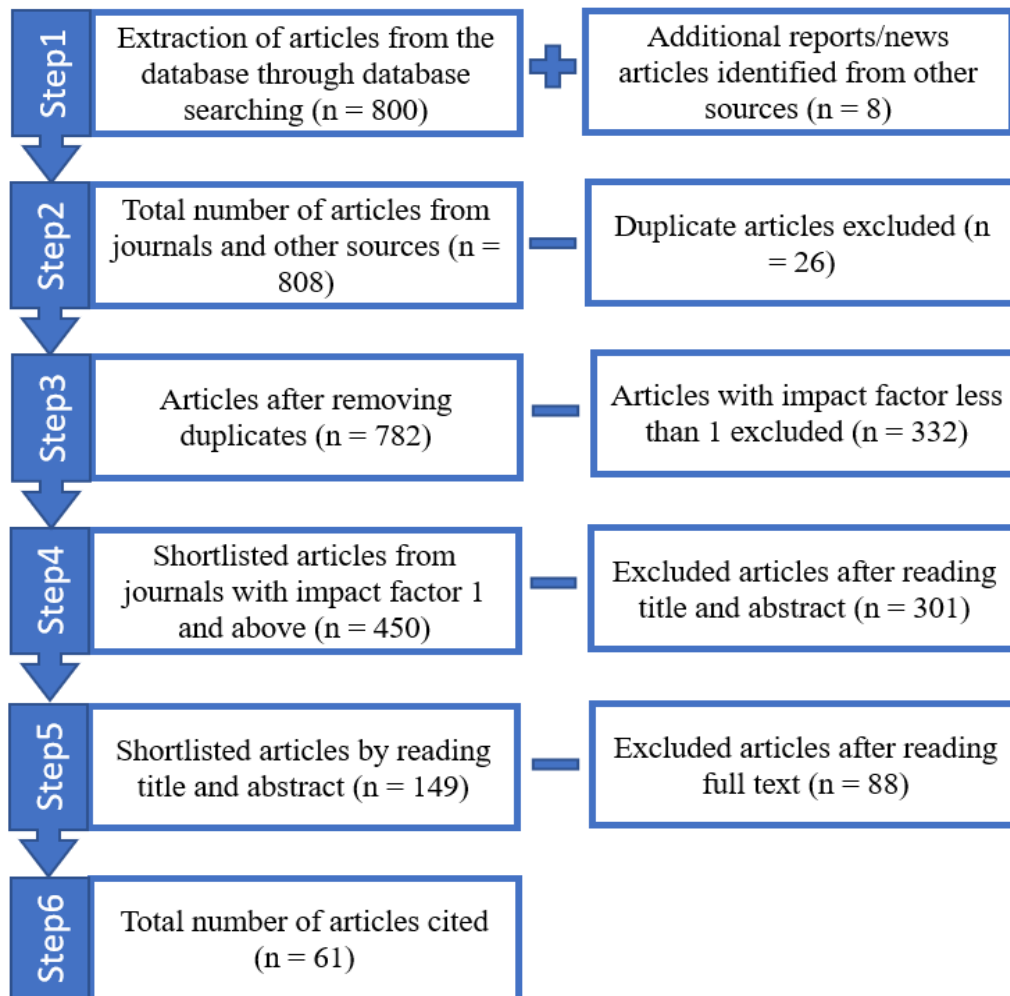 Step1
Extraction of articles from the
database through database
searching (n = 800)
Additional reports/news
articles identified from other
sources (n = 8)
Step2
Total number of articles from
journals and other sources (n =
808)
Duplicate articles excluded (n
= 26)
Step3
Articles after removing
duplicates (n = 782)
Articles with impact factor less
than 1 excluded (n = 332)
Step4
Shortlisted articles from
journals with impact factor 1
and above (n = 450)
Excluded articles after reading
title and abstract (n = 301)
Step5
Shortlisted articles by reading
title and abstract (n = 149)
Excluded articles after reading
full text (n = 88)
Step6
Total number of articles cited
(n = 61)